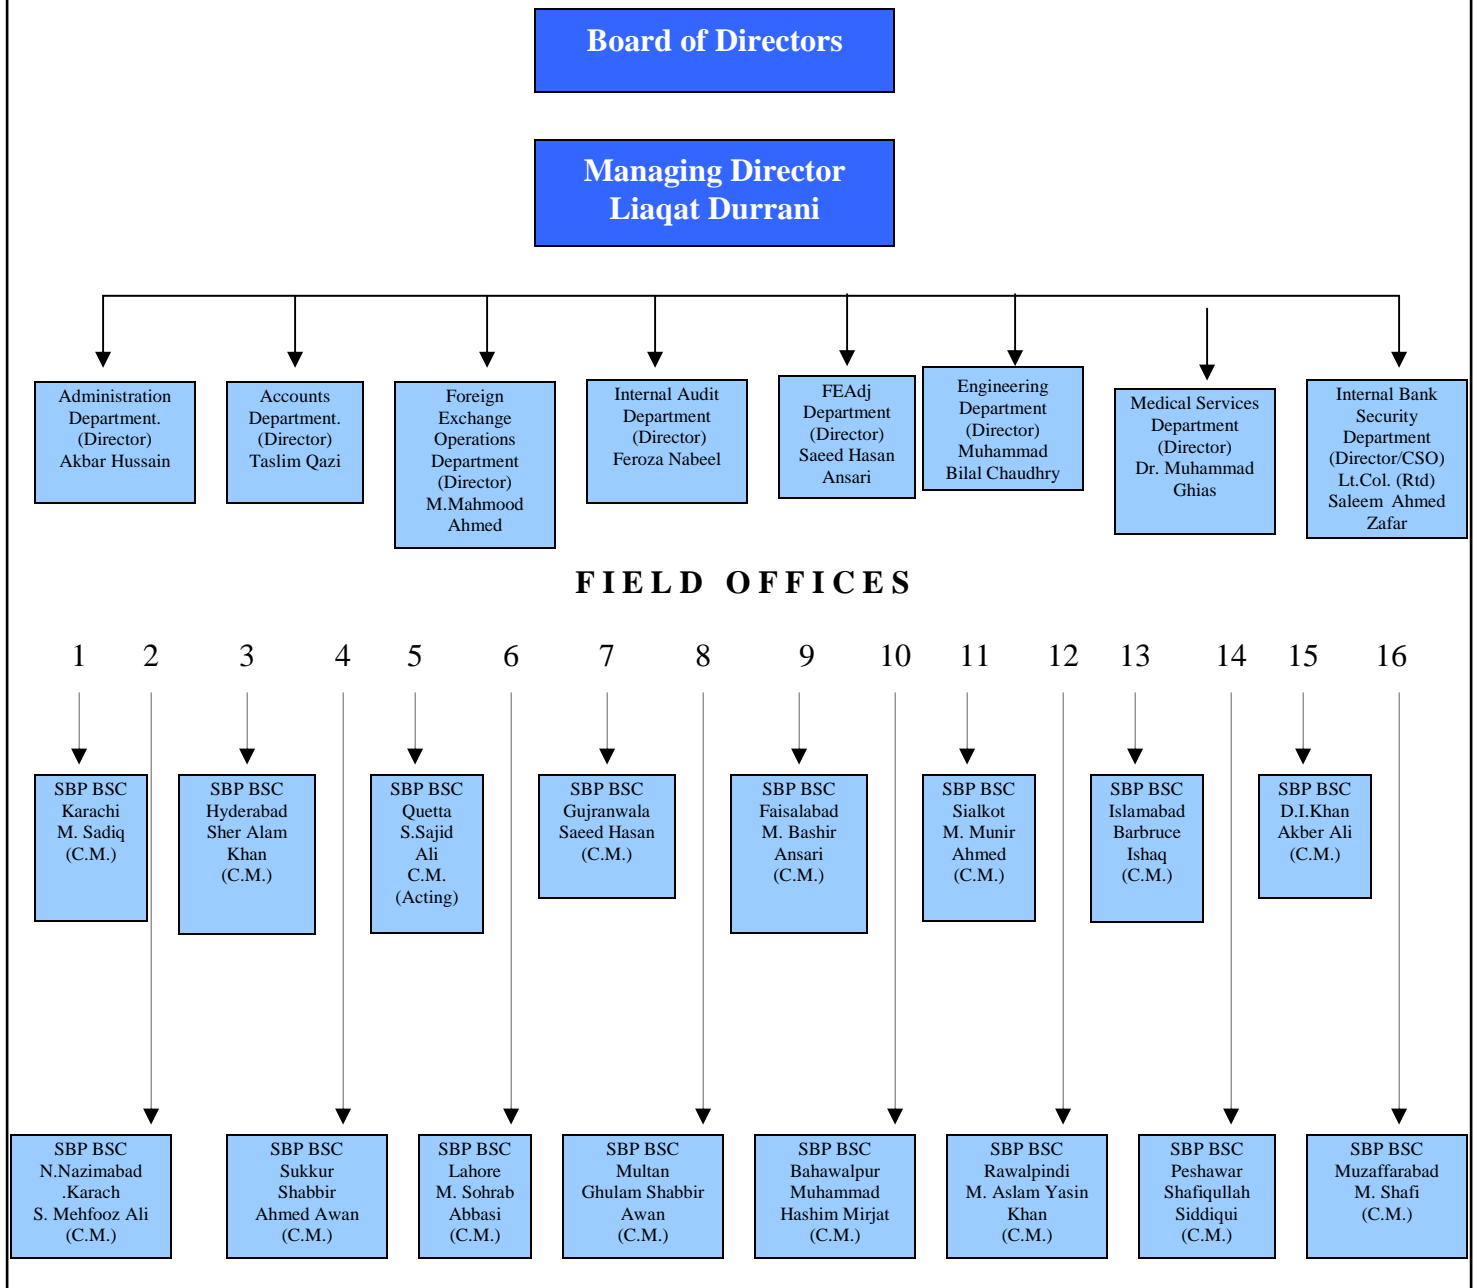 Board of Directors
Managing Director
Liaqat Durrani
Administration
Department.
(Director)
Akbar Hussain
Accounts
Department.
(Director)
Taslim Qazi
Foreign
Exchange
Operations
Department
(Director)
M.Mahmood
Ahmed
Internal Audit
Department
(Director)
Feroza Nabeel
FEAdj
Department
(Director)
Saeed Hasan
Ansari
Engineering
Department
(Director)
Muhammad
Bilal Chaudhry
Medical Services
Department
(Director)
Dr. Muhammad
Ghias
Internal Bank
Security
Department
(Director/CSO)
Lt.Col. (Rtd)
Saleem Ahmed
Zafar
FIELD OFFICES
1 2 3 4 5 6 7 8 9 10 11 12 13 14 15 16
SBP BSC
Karachi
M. Sadiq
(C.M.)
SBP BSC
Hyderabad
Sher Alam
Khan
(C.M.)
SBP BSC
Quetta
S.Sajid
Ali
C.M.
(Acting)
SBP BSC
Gujranwala
Saeed Hasan
(C.M.)
SBP BSC
Faisalabad
M. Bashir
Ansari
(C.M.)
SBP BSC
Sialkot
M. Munir
Ahmed
(C.M.)
SBP BSC
Islamabad
Barbruce
Ishaq
(C.M.)
SBP BSC
D.I.Khan
Akber Ali
(C.M.)
SBP BSC
N.Nazimabad
.Karach
S. Mehfooz Ali
(C.M.)
SBP BSC
Sukkur
Shabbir
Ahmed Awan
(C.M.)
SBP BSC
Lahore
M. Sohrab
Abbasi
(C.M.)
SBP BSC
Multan
Ghulam Shabbir
Awan
(C.M.)
SBP BSC
Bahawalpur
Muhammad
Hashim Mirjat
(C.M.)
SBP BSC
Rawalpindi
M. Aslam Yasin
Khan
(C.M.)
SBP BSC
Peshawar
Shafiqullah
Siddiqui
(C.M.)
SBP BSC
Muzaffarabad
M. Shafi
(C.M.)